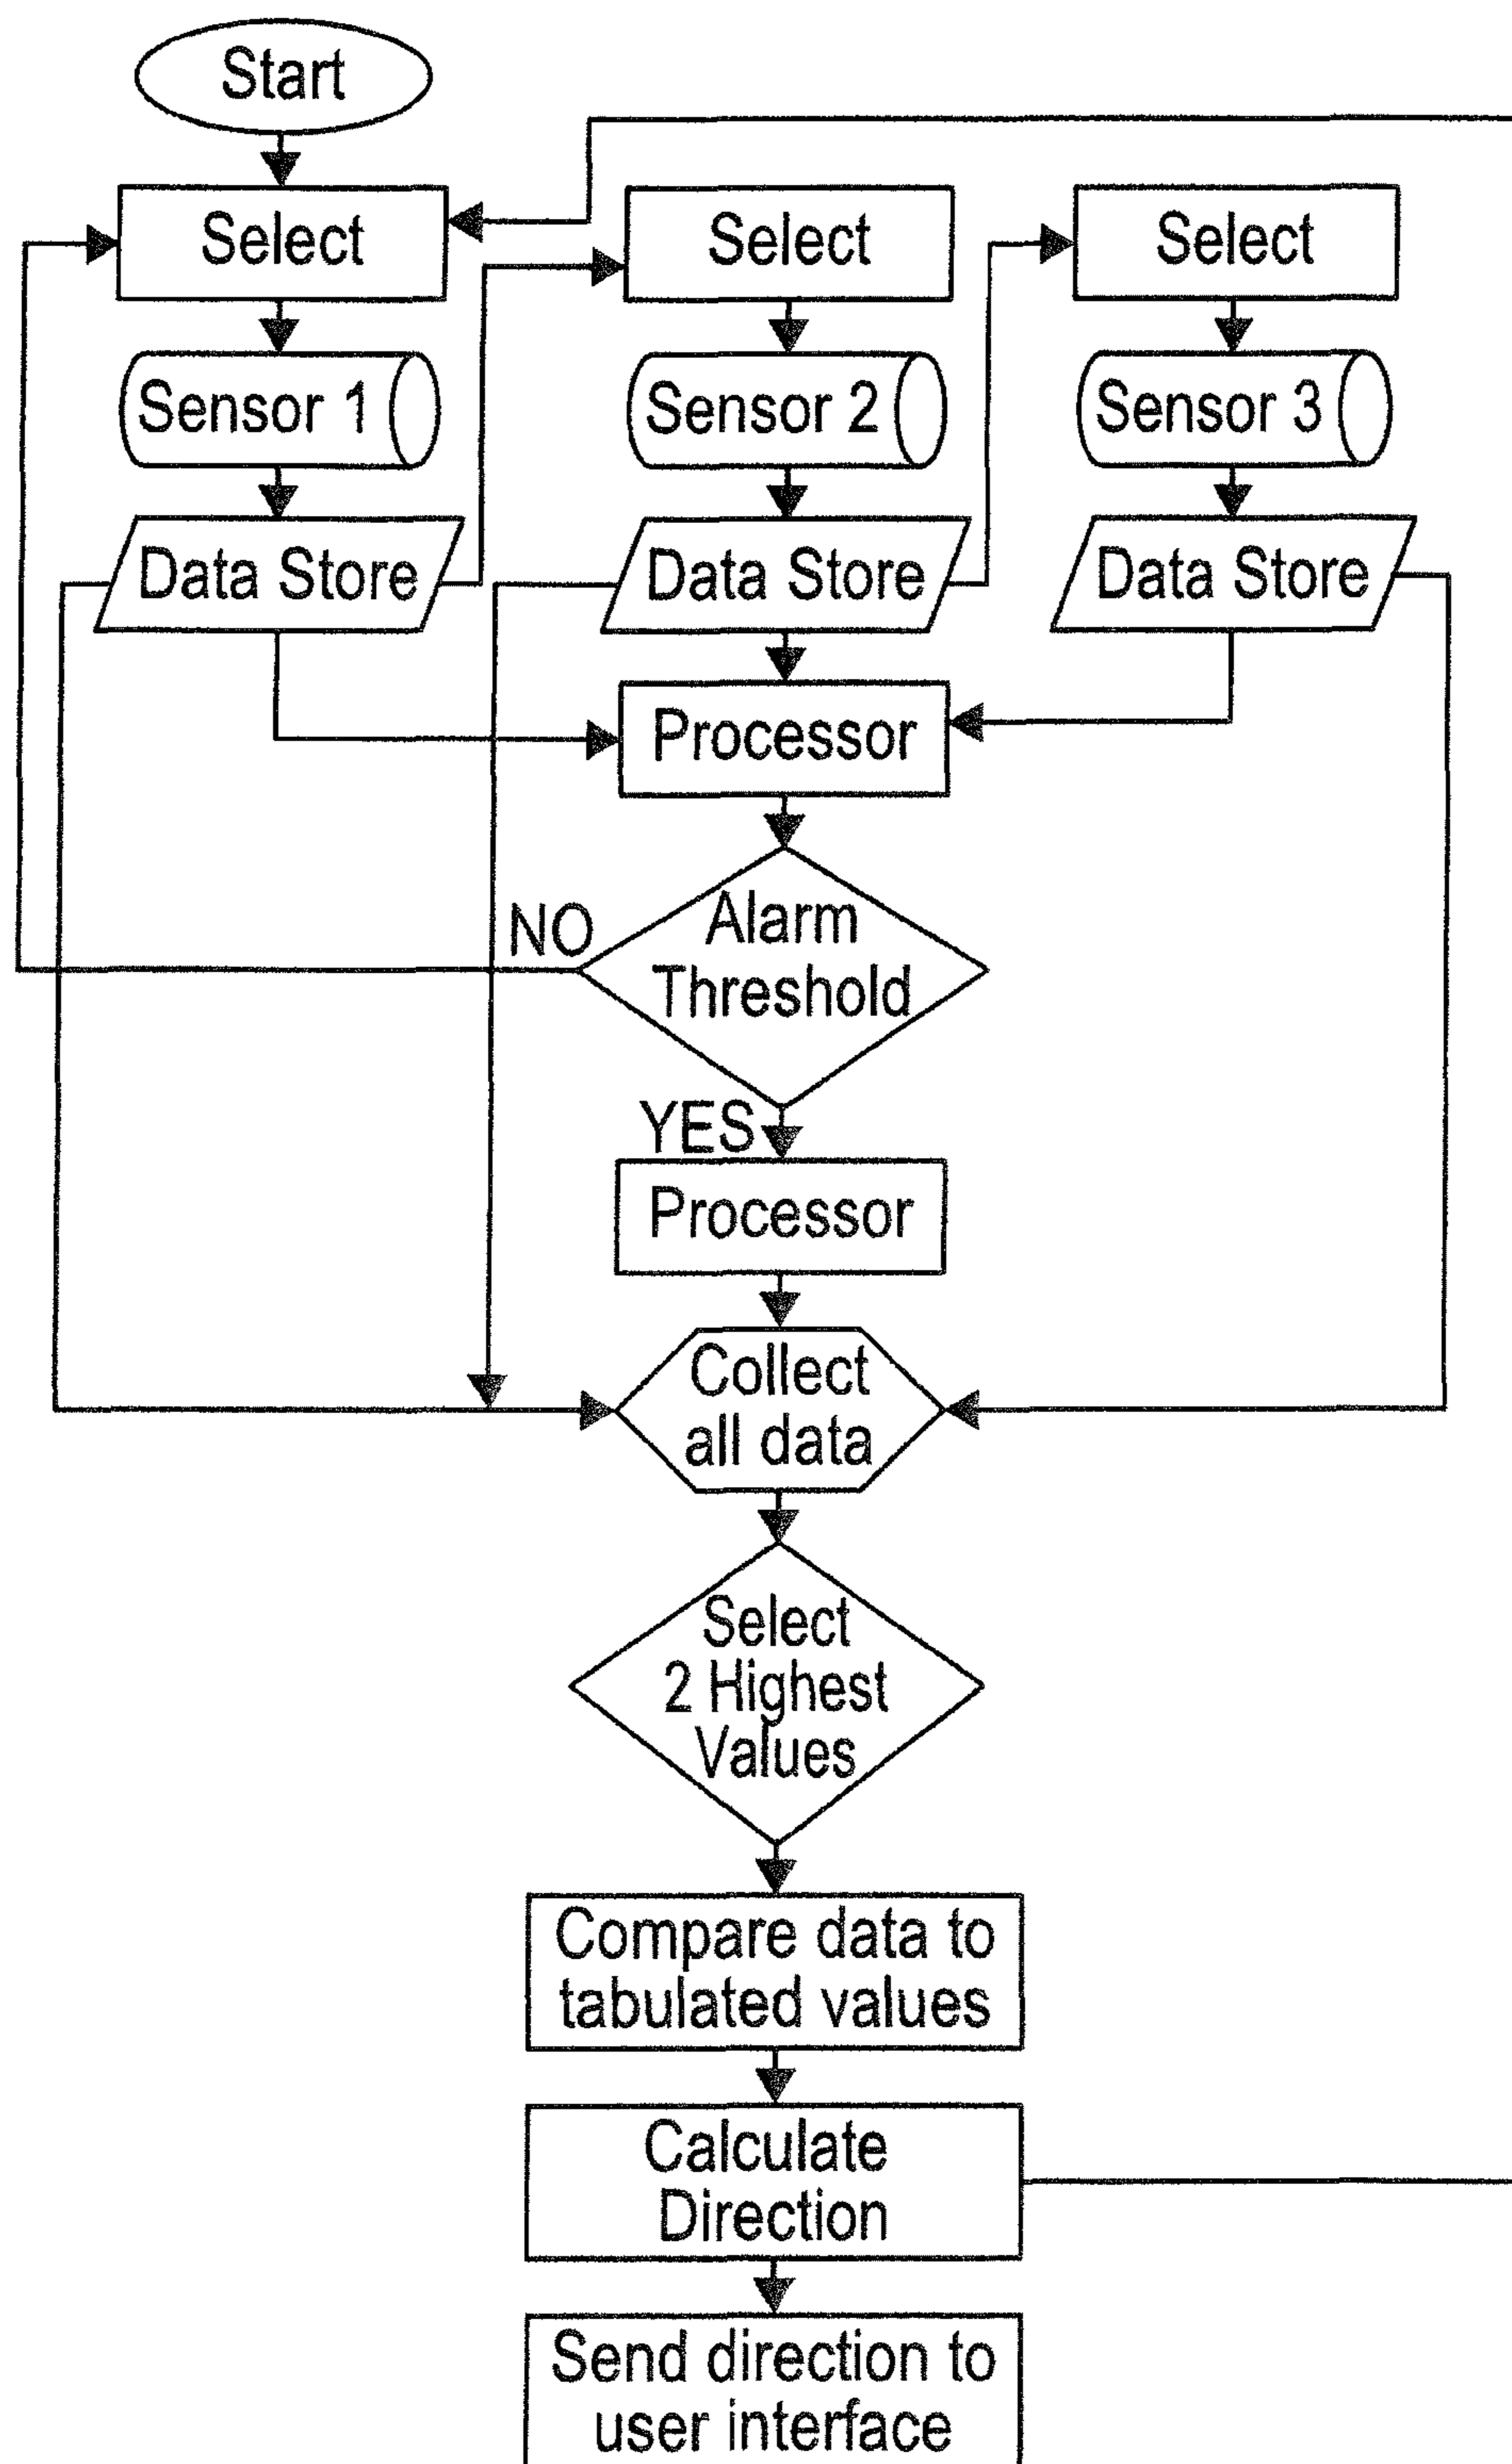 Start
Select
Select
Select
Sensor 1
Sensor 2
Sensor 3
Data Store
Data Store
Data Store
Processor
NO
Alarm
Threshold
YES
Processor
Collect
all data
Select
2 Highest
Values
Compare data to
tabulated values
Calculate
Direction
Send direction to
user interface